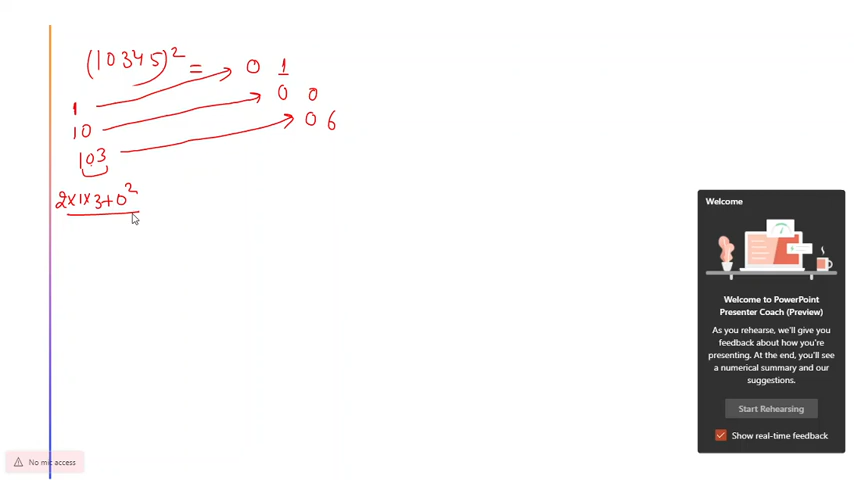 (10345)² = 0 1
1
0 0
10
0 6
103
2×1×3+0²
Welcome
Welcome to PowerPoint
Presenter Coach (Preview)
As you rehearse, we'll give you
feedback about how you're
presenting. At the end, you'll see
a numerical summary and our
suggestions.
Start Rehearsing
Show real-time feedback
No mic access